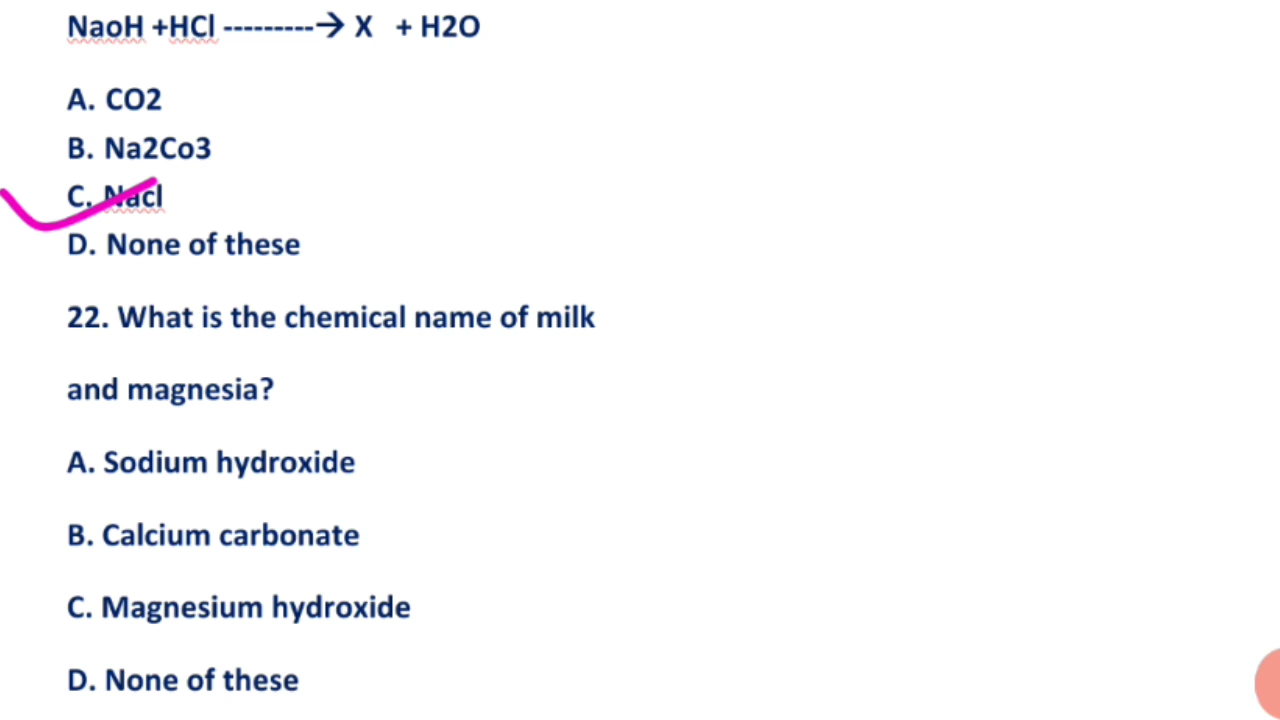 NaoH +HCl ---------→ X + H2O
A. CO2
B. Na2Co3
C. Nacl
D. None of these
22. What is the chemical name of milk
and magnesia?
A. Sodium hydroxide
B. Calcium carbonate
C. Magnesium hydroxide
D. None of these